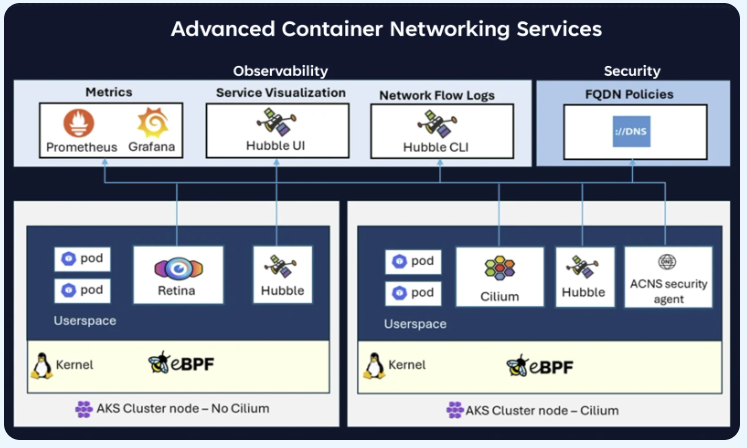 Advanced Container Networking Services
Observability
Security
Metrics
Service Visualization
Network Flow Logs
FQDN Policies
Prometheus
Grafana
Hubble UI
Hubble CLI
://DNS
pod
pod
Userspace
Retina
Hubble
Kernel
eBPF
AKS Cluster node – No Cilium
pod
pod
Userspace
Cilium
Hubble
DNS
ACNS security
agent
Kernel
eBPF
AKS Cluster node – Cilium